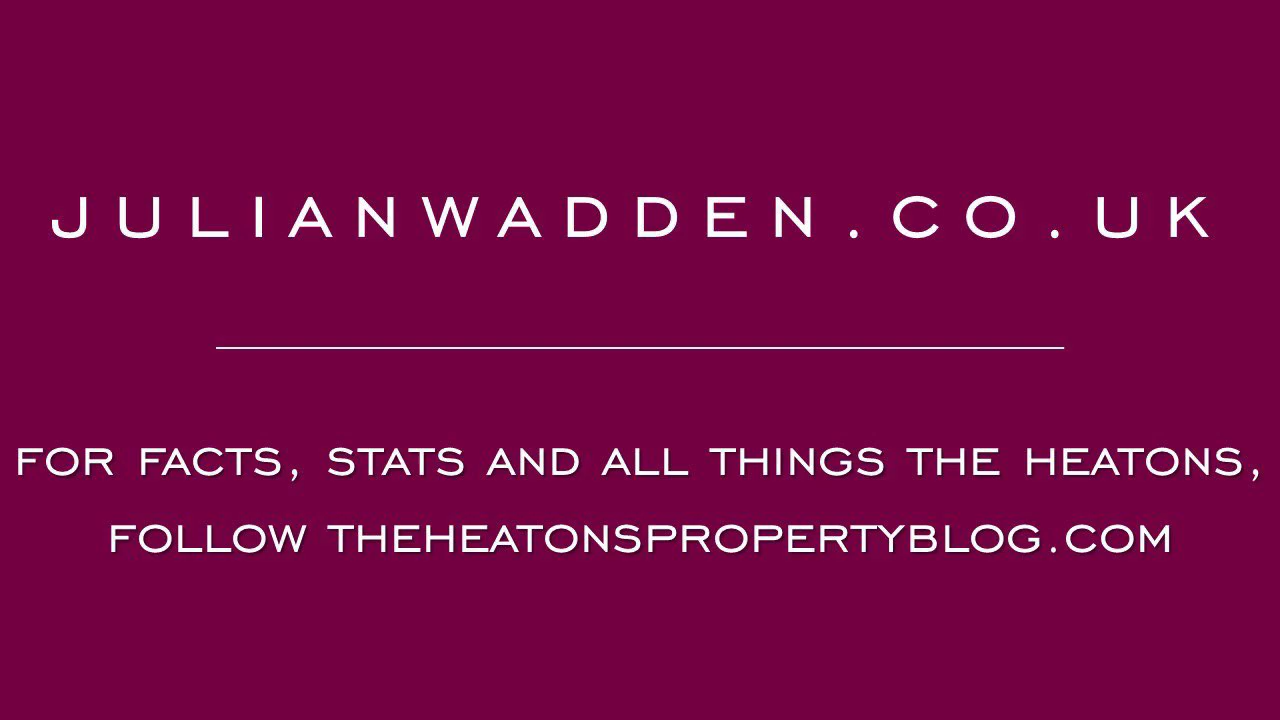 JULIANWADDEN.CO.UK
FOR FACTS, STATS AND ALL THINGS THE HEATONS,
FOLLOW THEHEATONSPROPERTYBLOG.COM